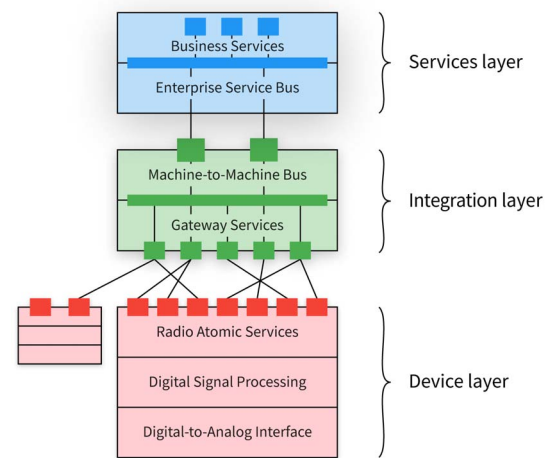 Business Services
Services layer
Enterprise Service Bus
Machine-to-Machine Bus
Integration layer
Gateway Services
Radio Atomic Services
Digital Signal Processing
Device layer
Digital-to-Analog Interface